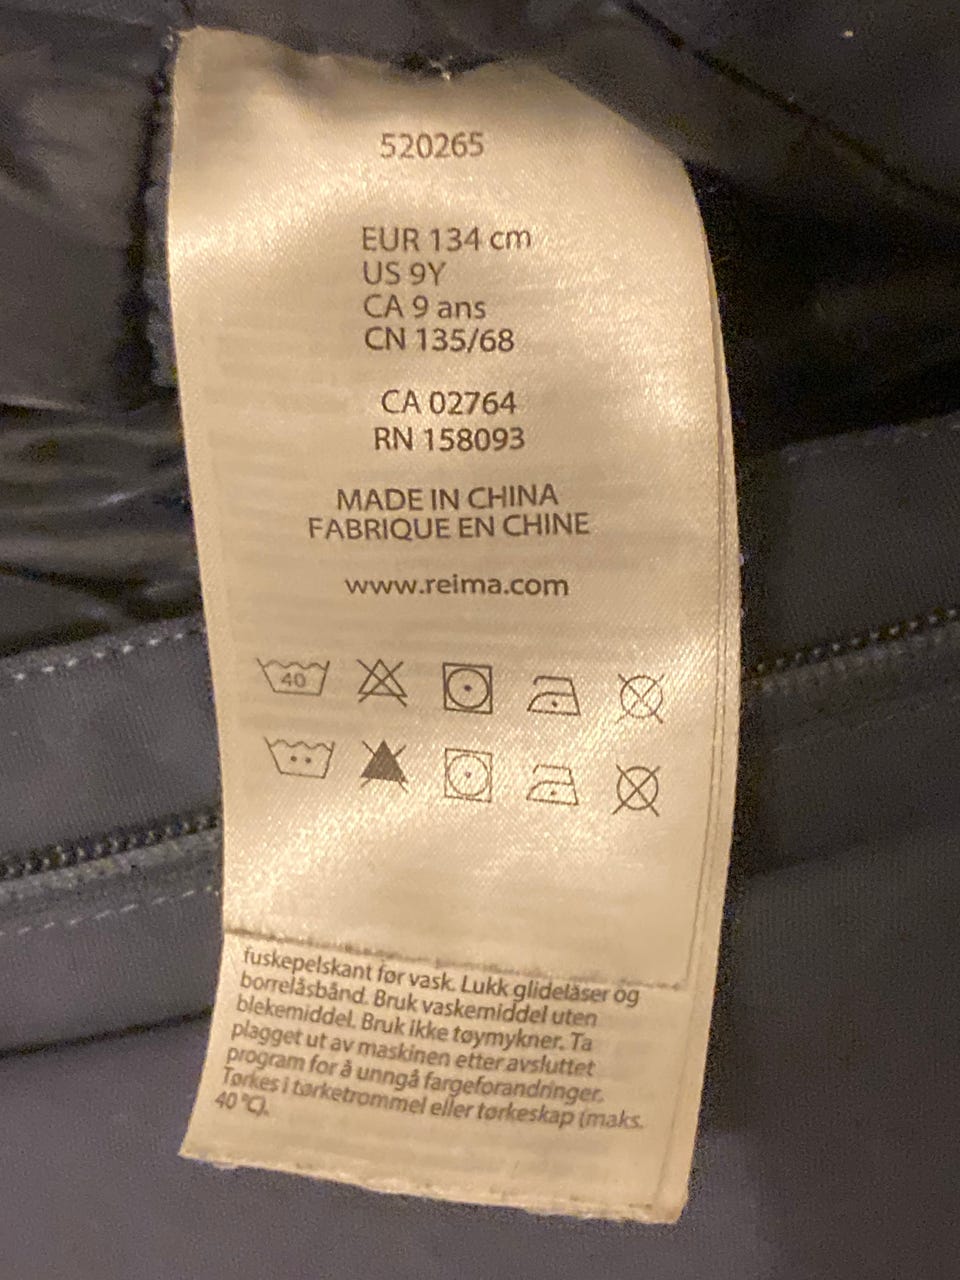 520265
EUR 134 cm
US 9Y
CA 9 ans
CN 135/68
CA 02764
RN 158093
MADE IN CHINA
FABRIQUE EN CHINE
www.reima.com
40
fuskepelskant før vask. Lukk glidelåser og
borrelåsbånd. Bruk vaskemiddel uten
blekemiddel. Bruk ikke tøymykner. Ta
plagget ut av maskinen etter avsluttet
program for å unngå fargeforandringer.
Tørkes i tørketrommel eller tørkeskap (maks.
40 °C).